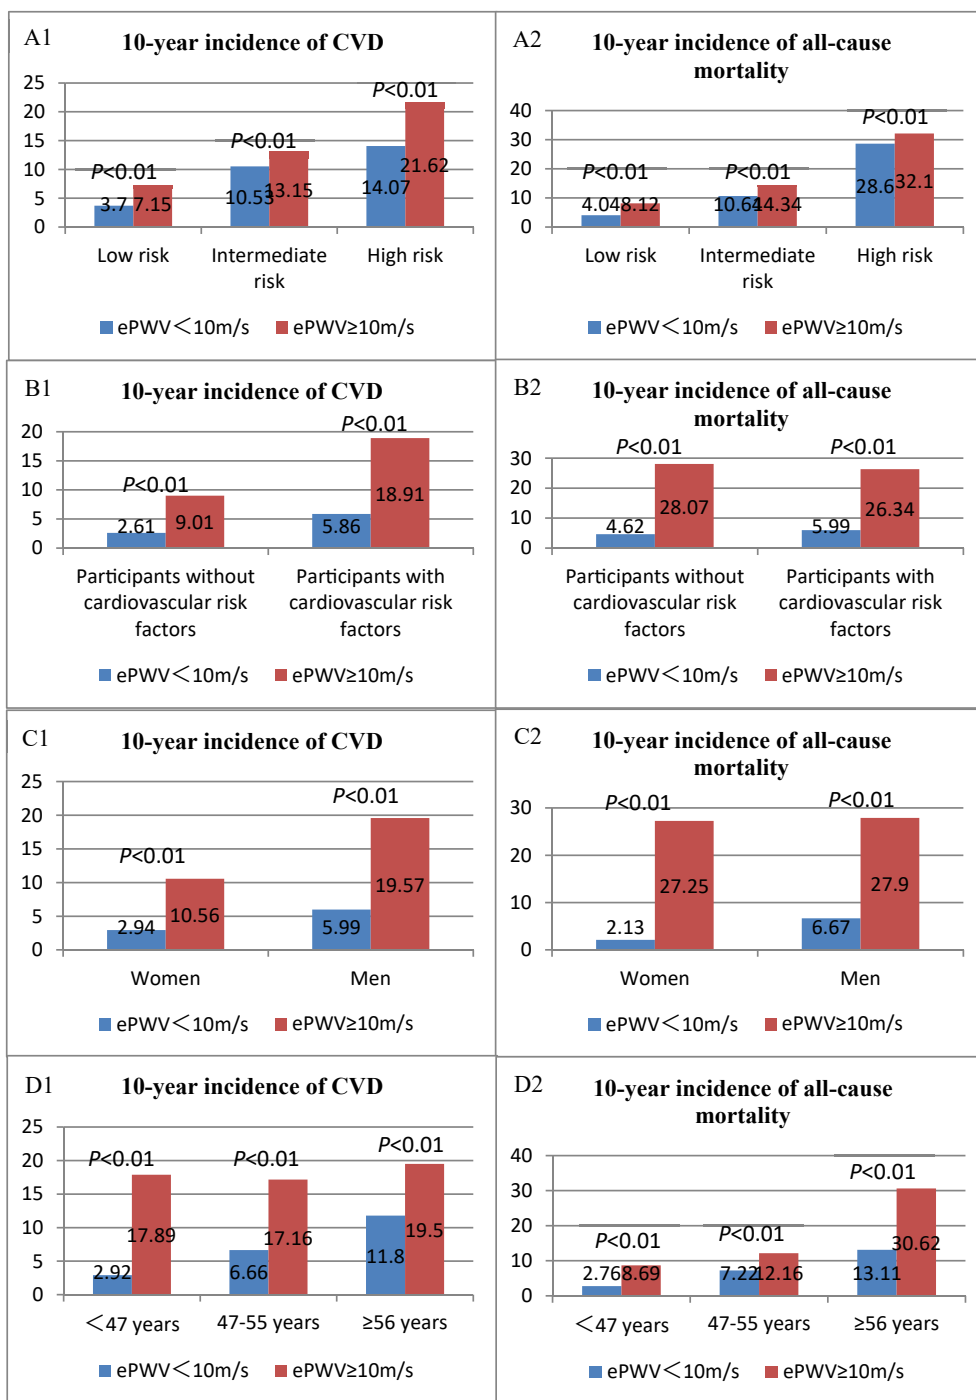 A1
10-year incidence of CVD
25
20
15
10
5
0
P<0.01
P<0.01
P<0.01
3.7
7.15
10.53
13.15
14.07
21.62
Low risk
Intermediate
risk
High risk
ePWV＜10m/s
ePWV≥10m/s
A2
10-year incidence of all-cause
mortality
40
30
20
10
0
P<0.01
P<0.01
P<0.01
4.04
8.12
10.64
14.34
28.6
32.1
Low risk
Intermediate
risk
High risk
ePWV＜10m/s
ePWV≥10m/s
B1
10-year incidence of CVD
20
15
10
5
0
P<0.01
P<0.01
2.61
9.01
5.86
18.91
Participants without
cardiovascular risk
factors
Participants with
cardiovascular risk
factors
ePWV＜10m/s
ePWV≥10m/s
B2
10-year incidence of all-cause
mortality
30
20
10
0
P<0.01
P<0.01
4.62
28.07
5.99
26.34
Participants without
cardiovascular risk
factors
Participants with
cardiovascular risk
factors
ePWV＜10m/s
ePWV≥10m/s
C1
10-year incidence of CVD
25
20
15
10
5
0
P<0.01
P<0.01
2.94
10.56
5.99
19.57
Women
Men
ePWV＜10m/s
ePWV≥10m/s
C2
10-year incidence of all-cause
mortality
30
20
10
0
P<0.01
P<0.01
2.13
27.25
6.67
27.9
Women
Men
ePWV＜10m/s
ePWV≥10m/s
D1
10-year incidence of CVD
25
20
15
10
5
0
P<0.01
P<0.01
P<0.01
2.92
17.89
6.66
17.16
11.8
19.5
＜47 years
47-55 years
≥56 years
ePWV＜10m/s
ePWV≥10m/s
D2
10-year incidence of all-cause
mortality
40
30
20
10
0
P<0.01
P<0.01
P<0.01
2.76
8.69
7.22
12.16
13.11
30.62
＜47 years
47-55 years
≥56 years
ePWV＜10m/s
ePWV≥10m/s